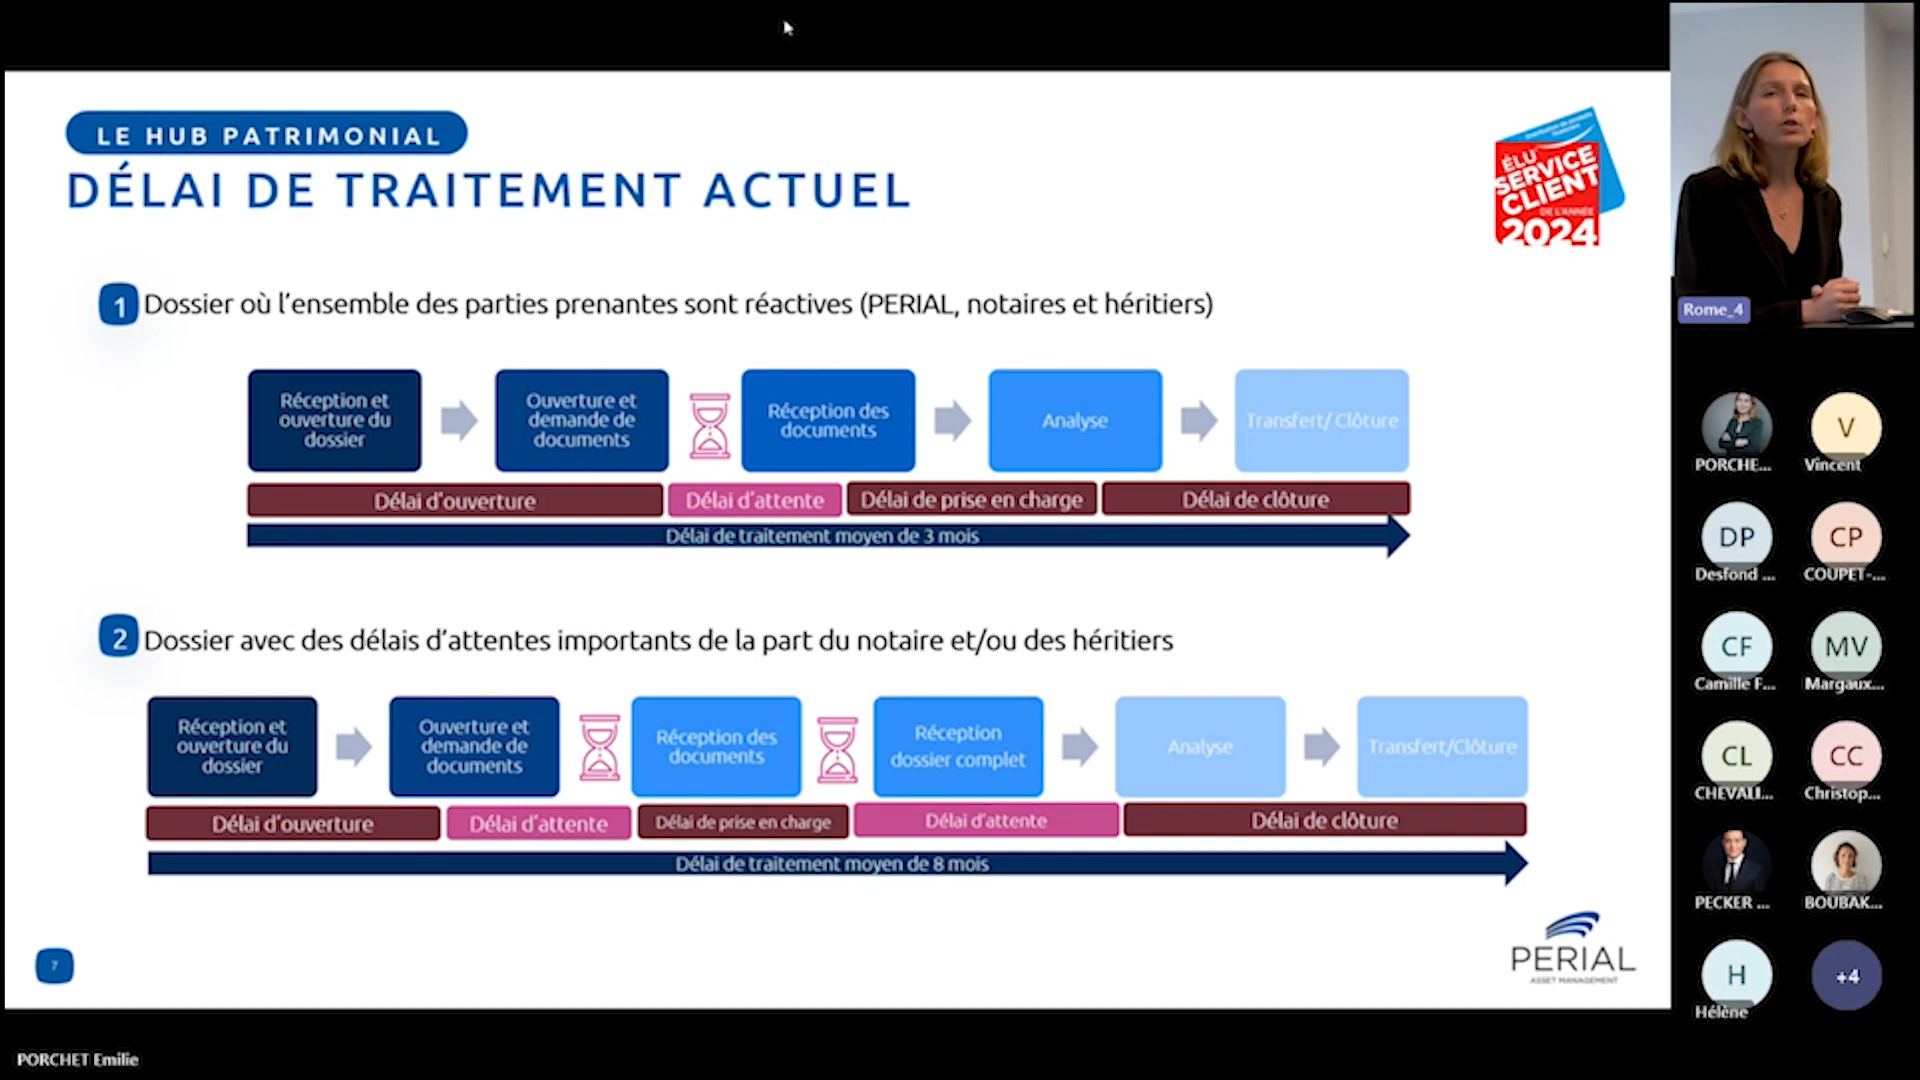 LE HUB PATRIMONIAL
DÉLAI DE TRAITEMENT ACTUEL
Distribution de produits
financiers
ÉLU
SERVICE
CLIENT
DE L'ANNÉE
2024
1 Dossier où l'ensemble des parties prenantes sont réactives (PERIAL, notaires et héritiers)
Réception et
ouverture du
dossier
Ouverture et
demande de
documents
Réception des
documents
Analyse
Transfert/ Clôture
Délai d'ouverture
Délai d'attente
Délai de prise en charge
Délai de clôture
Délai de traitement moyen de 3 mois
2 Dossier avec des délais d'attentes importants de la part du notaire et/ou des héritiers
Réception et
ouverture du
dossier
Ouverture et
demande de
documents
Réception des
documents
Réception
dossier complet
Analyse
Transfert/Clôture
Délai d'ouverture
Délai d'attente
Délai de prise en charge
Délai d'attente
Délai de clôture
Délai de traitement moyen de 8 mois
7
PERIAL
ASSET MANAGEMENT
PORCHET Emilie
Rome_4
PORCHE...
V
Vincent
DP
Desfond ...
CP
COUPET-...
CF
Camille F...
MV
Margaux...
CL
CHEVALI...
CC
Christop...
PECKER ...
BOUBAK...
H
Hélène
+4